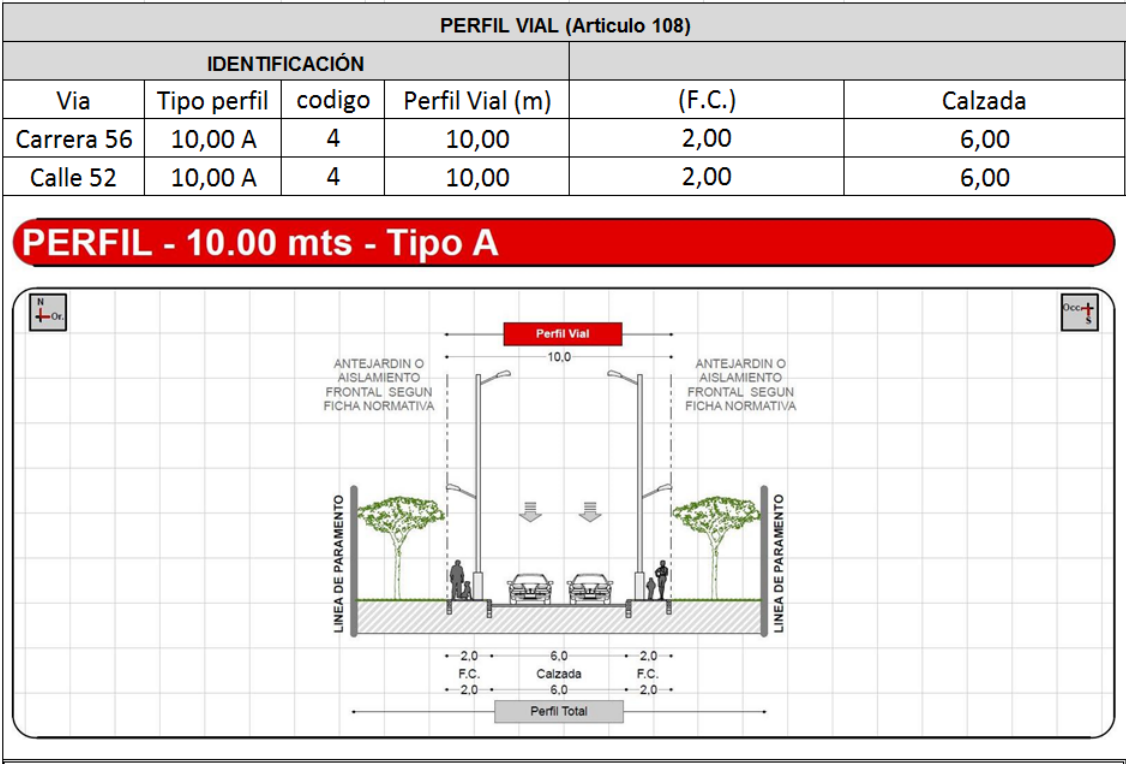 PERFIL VIAL (Articulo 108)
IDENTIFICACIÓN
Via Tipo perfil codigo Perfil Vial (m) (F.C.) Calzada
Carrera 56 10,00 A 4 10,00 2,00 6,00
Calle 52 10,00 A 4 10,00 2,00 6,00
PERFIL - 10.00 mts - Tipo A
N
Or.
Occ.
S
Perfil Vial
10,0
ANTEJARDIN O
AISLAMIENTO
FRONTAL SEGUN
FICHA NORMATIVA
ANTEJARDIN O
AISLAMIENTO
FRONTAL SEGUN
FICHA NORMATIVA
LINEA DE PARAMENTO
LINEA DE PARAMENTO
2,0 6,0 2,0
F.C. Calzada F.C.
2,0 6,0 2,0
Perfil Total